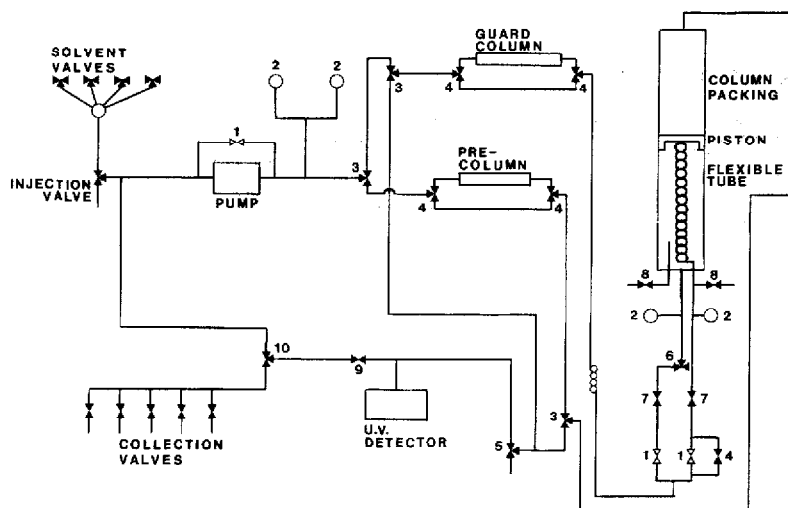 SOLVENT
VALVES
2 2
GUARD
COLUMN
1
3
4 4
COLUMN
PACKING
PISTON
FLEXIBLE
TUBE
INJECTION
VALVE
PUMP
3
PRE-
COLUMN
4 4
8 8
2 2
6
10
9
7 7
COLLECTION
VALVES
U.V.
DETECTOR
5
3
1 1 4